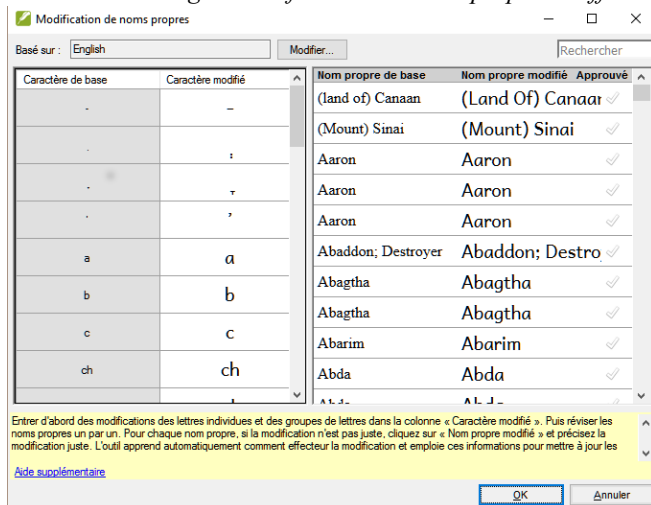 Modification de noms propres
Basé sur : English Modifier... Rechercher
Caractère de base Caractère modifié
- –
. :
a a
b b
c c
ch ch
Nom propre de base Nom propre modifié Approuvé
(land of) Canaan (Land Of) Canaar
(Mount) Sinai (Mount) Sinai
Aaron Aaron
Aaron Aaron
Aaron Aaron
Abaddon; Destroyer Abaddon; Destro
Abagtha Abagtha
Abagtha Abagtha
Abarim Abarim
Abda Abda
Entrer d'abord des modifications des lettres individues et des groupes de lettres dans la colonne « Caractère modifié ». Puis réviser les
noms propres un par un. Pour chaque nom propre, si la modification n'est pas juste, cliquez sur « Nom propre modifié » et précisez la
modification juste. L'outil apprend automatiquement comment effecteur la modification et emploie ces informations pour mettre à jour les
Aide supplémentaire
OK Annuler